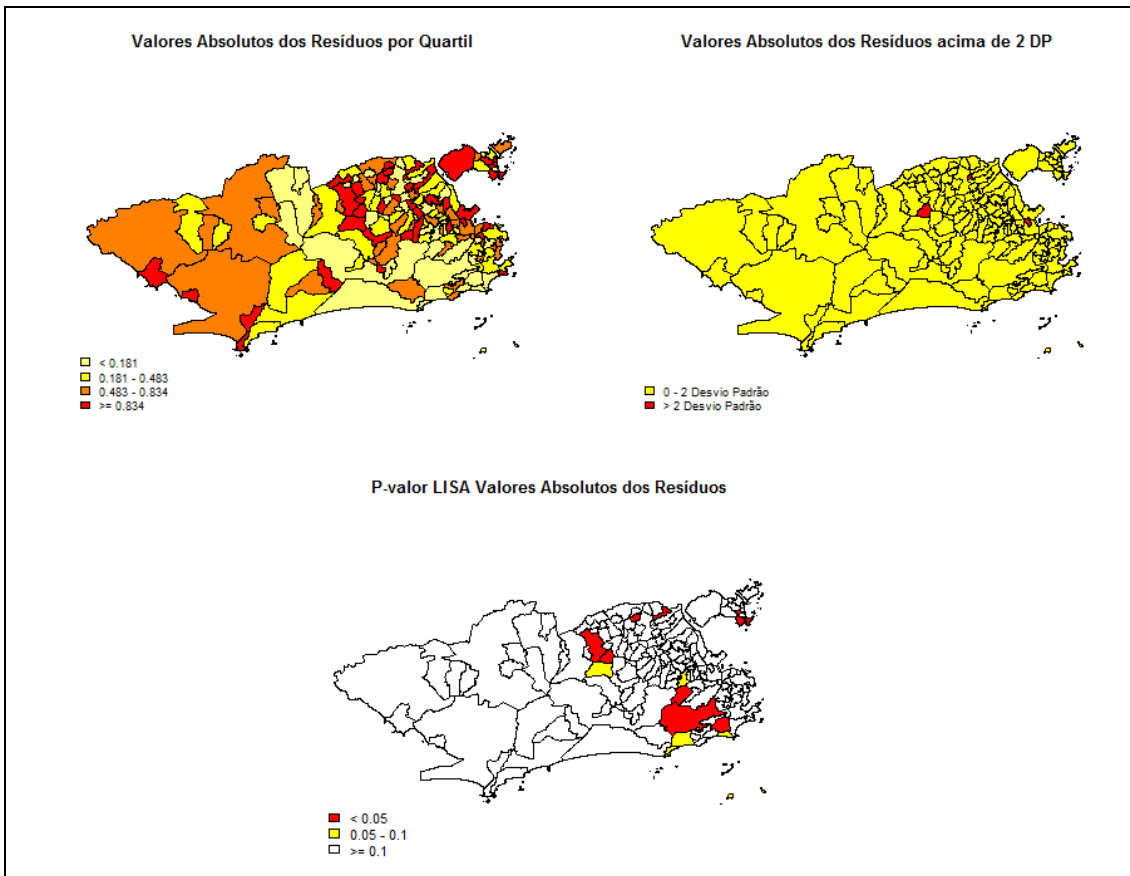 Valores Absolutos dos Resíduos por Quartil
Valores Absolutos dos Resíduos acima de 2 DP
< 0.181
0.181 - 0.483
0.483 - 0.834
>= 0.834
0 - 2 Desvio Padrão
> 2 Desvio Padrão
P-valor LISA Valores Absolutos dos Resíduos
< 0.05
0.05 - 0.1
>= 0.1